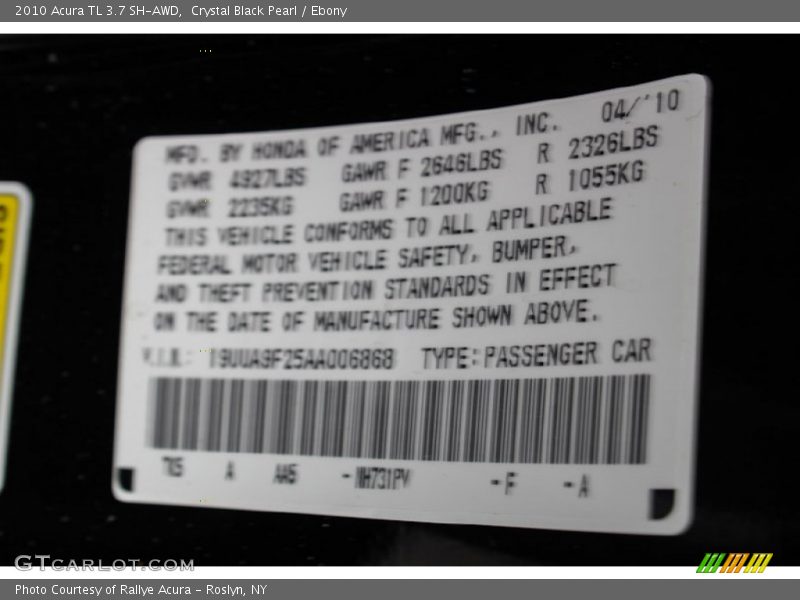 2010 Acura TL 3.7 SH-AWD,  Crystal Black Pearl / Ebony
04/'10
MFD. BY HONDA OF AMERICA MFG., INC.
GVWR 4927LBS GAWR F 2646LBS R 2326LBS
GVWR 2235KG GAWR F 1200KG R 1055KG
THIS VEHICLE CONFORMS TO ALL APPLICABLE
FEDERAL MOTOR VEHICLE SAFETY, BUMPER,
AND THEFT PREVENTION STANDARDS IN EFFECT
ON THE DATE OF MANUFACTURE SHOWN ABOVE.
V.I.N.: 19UUA9F25AA006868 TYPE:PASSENGER CAR
A AA5 -NH731PV -F -A
GTCARLOT.COM
Photo Courtesy of Rallye Acura - Roslyn, NY